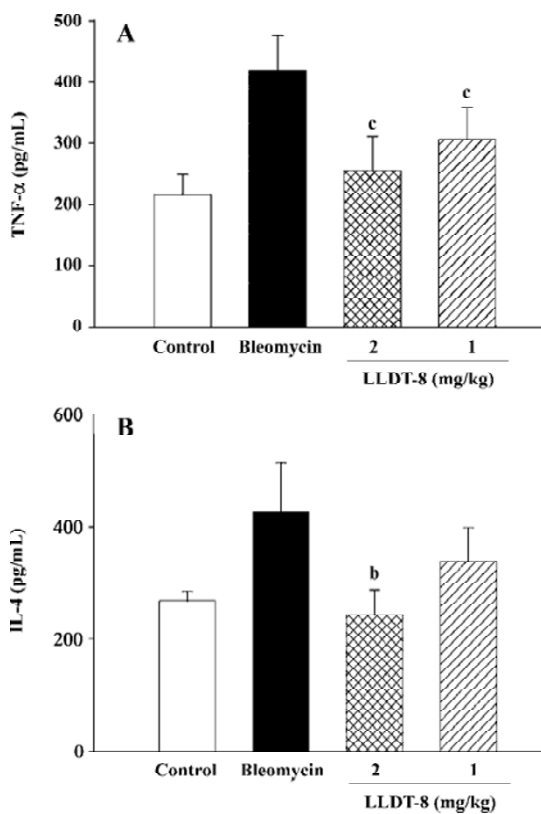 A
500
400
300
200
100
0
TNF-α (pg/mL)
c
c
Control Bleomycin 2 1
LLDT-8 (mg/kg)
B
600
400
200
0
IL-4 (pg/mL)
b
Control Bleomycin 2 1
LLDT-8 (mg/kg)